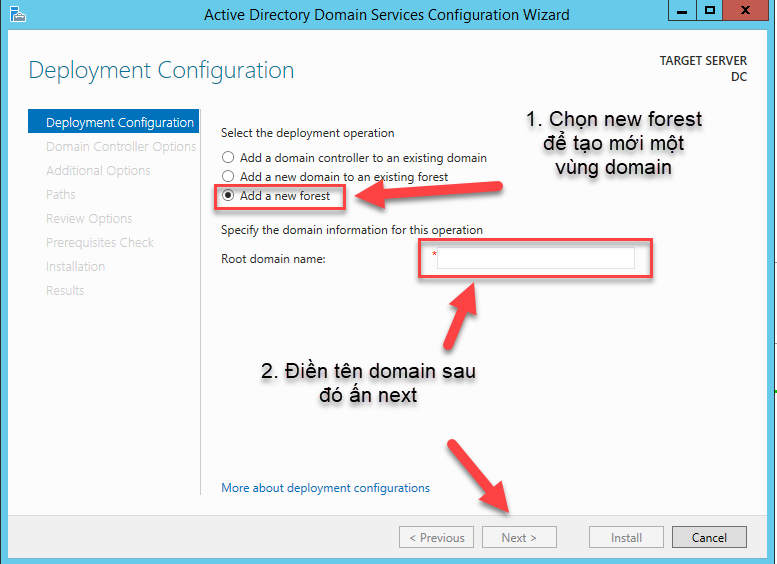 Active Directory Domain Services Configuration Wizard
Deployment Configuration
TARGET SERVER
DC
Deployment Configuration
Domain Controller Options
Additional Options
Paths
Review Options
Prerequisites Check
Installation
Results
Select the deployment operation
Add a domain controller to an existing domain
Add a new domain to an existing forest
Add a new forest
1. Chọn new forest
để tạo mới một
vùng domain
Specify the domain information for this operation
Root domain name:
*
2. Điền tên domain sau
đó ấn next
More about deployment configurations
< Previous
Next >
Install
Cancel